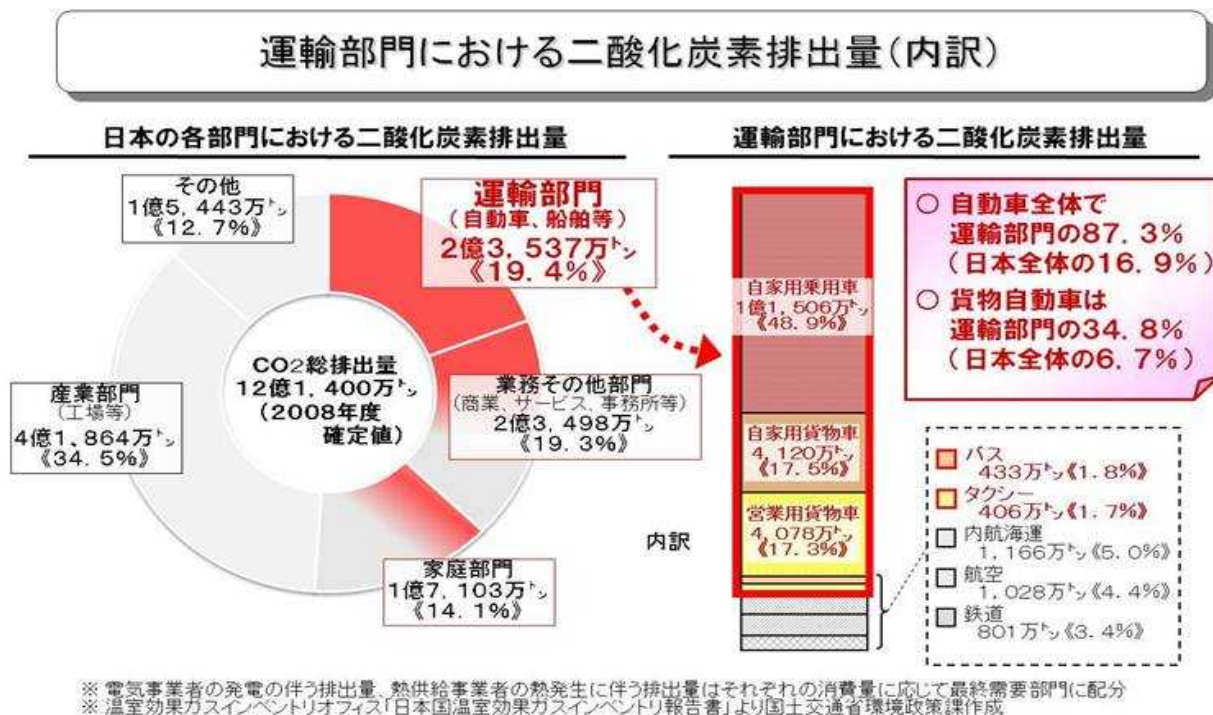 運輸部門における二酸化炭素排出量(内訳)
日本の各部門における二酸化炭素排出量
その他
1億5,443万㌧
《12.7%》
運輸部門
(自動車、船舶等)
2億3,537万㌧
《19.4%》
CO2総排出量
12億1,400万㌧
(2008年度
確定値)
産業部門
(工場等)
4億1,864万㌧
《34.5%》
業務その他部門
(商業、サービス、事務所等)
2億3,498万㌧
《19.3%》
家庭部門
1億7,103万㌧
《14.1%》
運輸部門における二酸化炭素排出量
自家用乗用車
1億1,506万㌧
《48.9%》
自家用貨物車
4,120万㌧
《17.5%》
営業用貨物車
4,078万㌧
《17.3%》
内訳
○ 自動車全体で
運輸部門の87.3%
(日本全体の16.9%)
○ 貨物自動車は
運輸部門の34.8%
(日本全体の6.7%)
バス
433万㌧《1.8%》
タクシー
406万㌧《1.7%》
内航海運
1,166万㌧《5.0%》
航空
1,028万㌧《4.4%》
鉄道
801万㌧《3.4%》
※ 電気事業者の発電の伴う排出量、熱供給事業者の熱発生に伴う排出量はそれぞれの消費量に応じて最終需要部門に配分
※ 温室効果ガスインベントリオフィス「日本国温室効果ガスインベントリ報告書」より国土交通省環境政策課作成